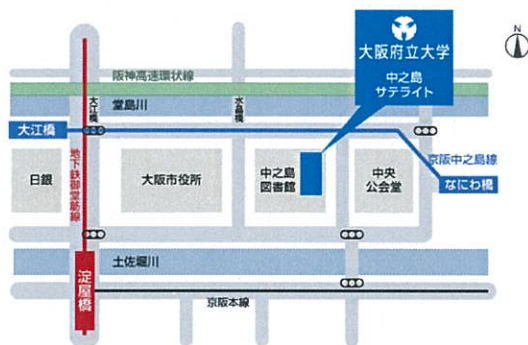 N
大阪府立大学
中之島
サテライト
阪神高速環状線
大江橋
堂島川
水晶橋
大江橋
地下鉄御堂筋線
京阪中之島線
なにわ橋
日銀
大阪市役所
中之島
図書館
中央
公会堂
土佐堀川
淀屋橋
京阪本線